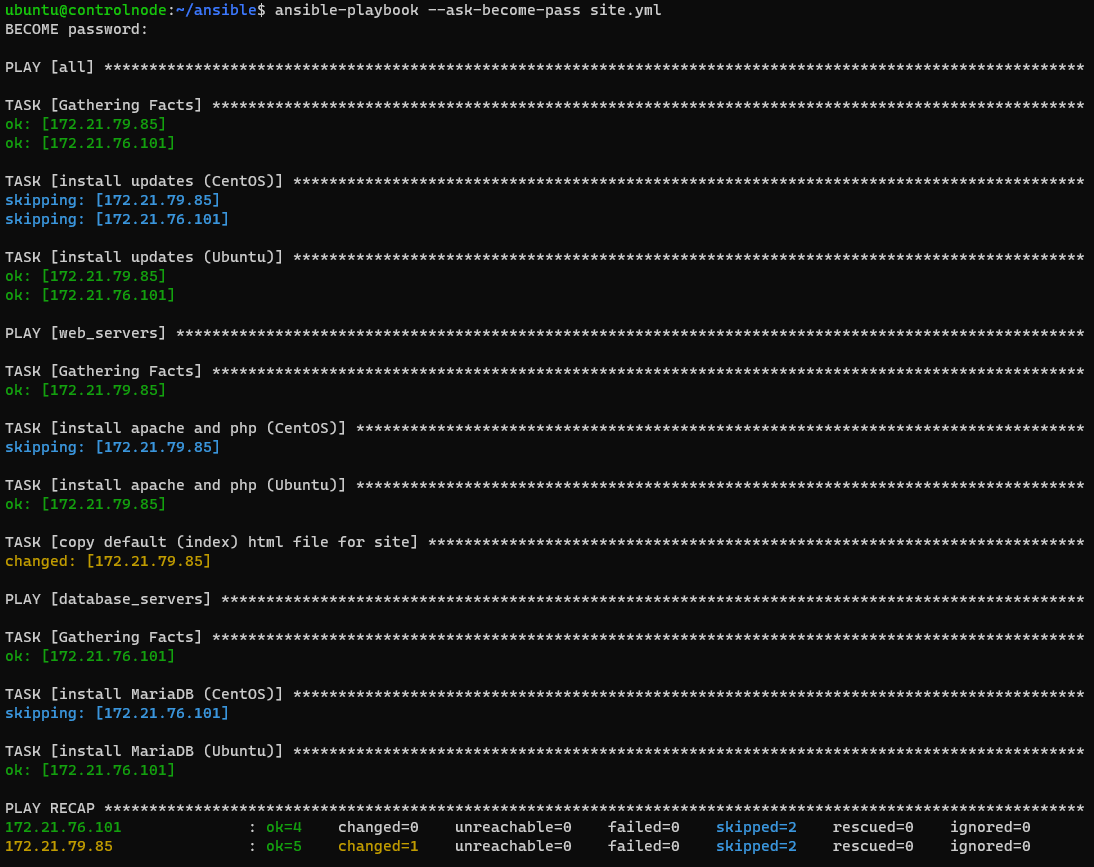 ubuntu@controlnode:~/ansible$ ansible-playbook --ask-become-pass site.yml
BECOME password:
PLAY [all] *************************************************************************************************************
TASK [Gathering Facts] *************************************************************************************************
ok: [172.21.79.85]
ok: [172.21.76.101]
TASK [install updates (CentOS)] ****************************************************************************************
skipping: [172.21.79.85]
skipping: [172.21.76.101]
TASK [install updates (Ubuntu)] ****************************************************************************************
ok: [172.21.79.85]
ok: [172.21.76.101]
PLAY [web_servers] *****************************************************************************************************
TASK [Gathering Facts] *************************************************************************************************
ok: [172.21.79.85]
TASK [install apache and php (CentOS)] *********************************************************************************
skipping: [172.21.79.85]
TASK [install apache and php (Ubuntu)] *********************************************************************************
ok: [172.21.79.85]
TASK [copy default (index) html file for site] *************************************************************************
changed: [172.21.79.85]
PLAY [database_servers] ************************************************************************************************
TASK [Gathering Facts] *************************************************************************************************
ok: [172.21.76.101]
TASK [install MariaDB (CentOS)] ****************************************************************************************
skipping: [172.21.76.101]
TASK [install MariaDB (Ubuntu)] ****************************************************************************************
ok: [172.21.76.101]
PLAY RECAP *************************************************************************************************************
172.21.76.101              : ok=4    changed=0    unreachable=0    failed=0    skipped=2    rescued=0    ignored=0
172.21.79.85               : ok=5    changed=1    unreachable=0    failed=0    skipped=2    rescued=0    ignored=0